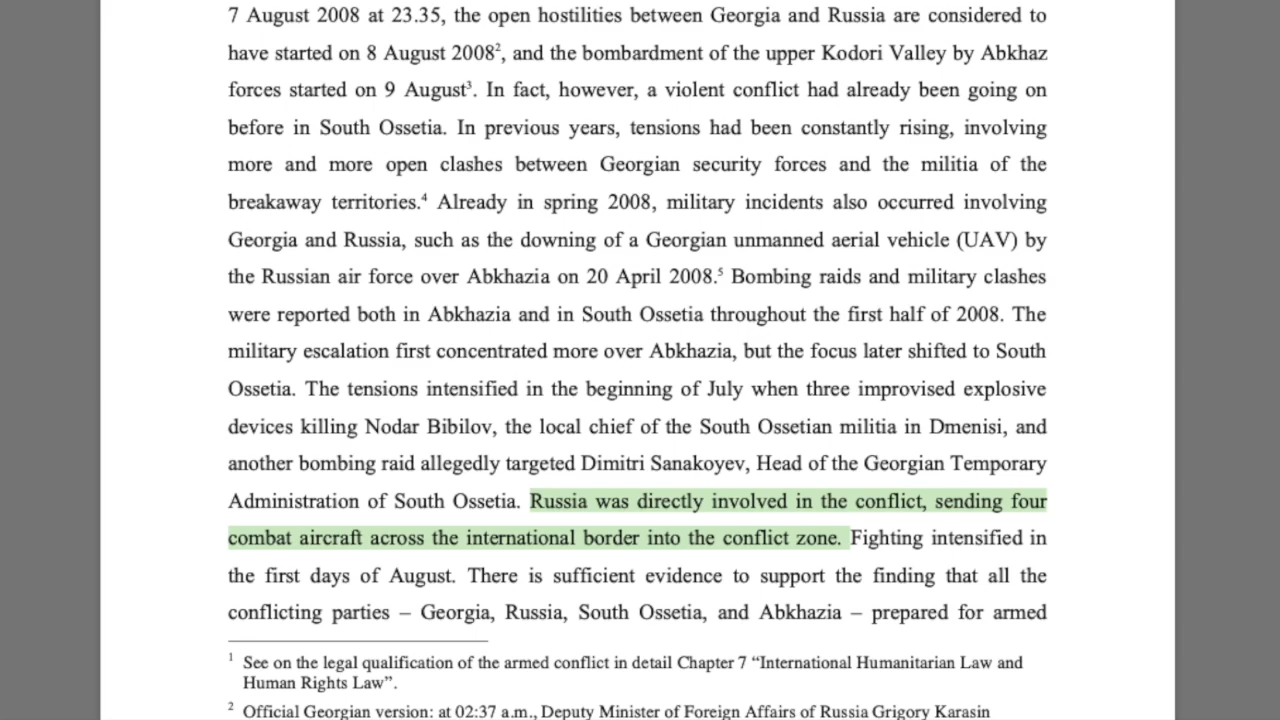 7 August 2008 at 23.35, the open hostilities between Georgia and Russia are considered to
have started on 8 August 2008², and the bombardment of the upper Kodori Valley by Abkhaz
forces started on 9 August³. In fact, however, a violent conflict had already been going on
before in South Ossetia. In previous years, tensions had been constantly rising, involving
more and more open clashes between Georgian security forces and the militia of the
breakaway territories.⁴ Already in spring 2008, military incidents also occurred involving
Georgia and Russia, such as the downing of a Georgian unmanned aerial vehicle (UAV) by
the Russian air force over Abkhazia on 20 April 2008.⁵ Bombing raids and military clashes
were reported both in Abkhazia and in South Ossetia throughout the first half of 2008. The
military escalation first concentrated more over Abkhazia, but the focus later shifted to South
Ossetia. The tensions intensified in the beginning of July when three improvised explosive
devices killing Nodar Bibilov, the local chief of the South Ossetian militia in Dmenisi, and
another bombing raid allegedly targeted Dimitri Sanakoyev, Head of the Georgian Temporary
Administration of South Ossetia. Russia was directly involved in the conflict, sending four
combat aircraft across the international border into the conflict zone. Fighting intensified in
the first days of August. There is sufficient evidence to support the finding that all the
conflicting parties – Georgia, Russia, South Ossetia, and Abkhazia – prepared for armed
¹ See on the legal qualification of the armed conflict in detail Chapter 7 “International Humanitarian Law and
Human Rights Law”.
² Official Georgian version: at 02:37 a.m., Deputy Minister of Foreign Affairs of Russia Grigory Karasin